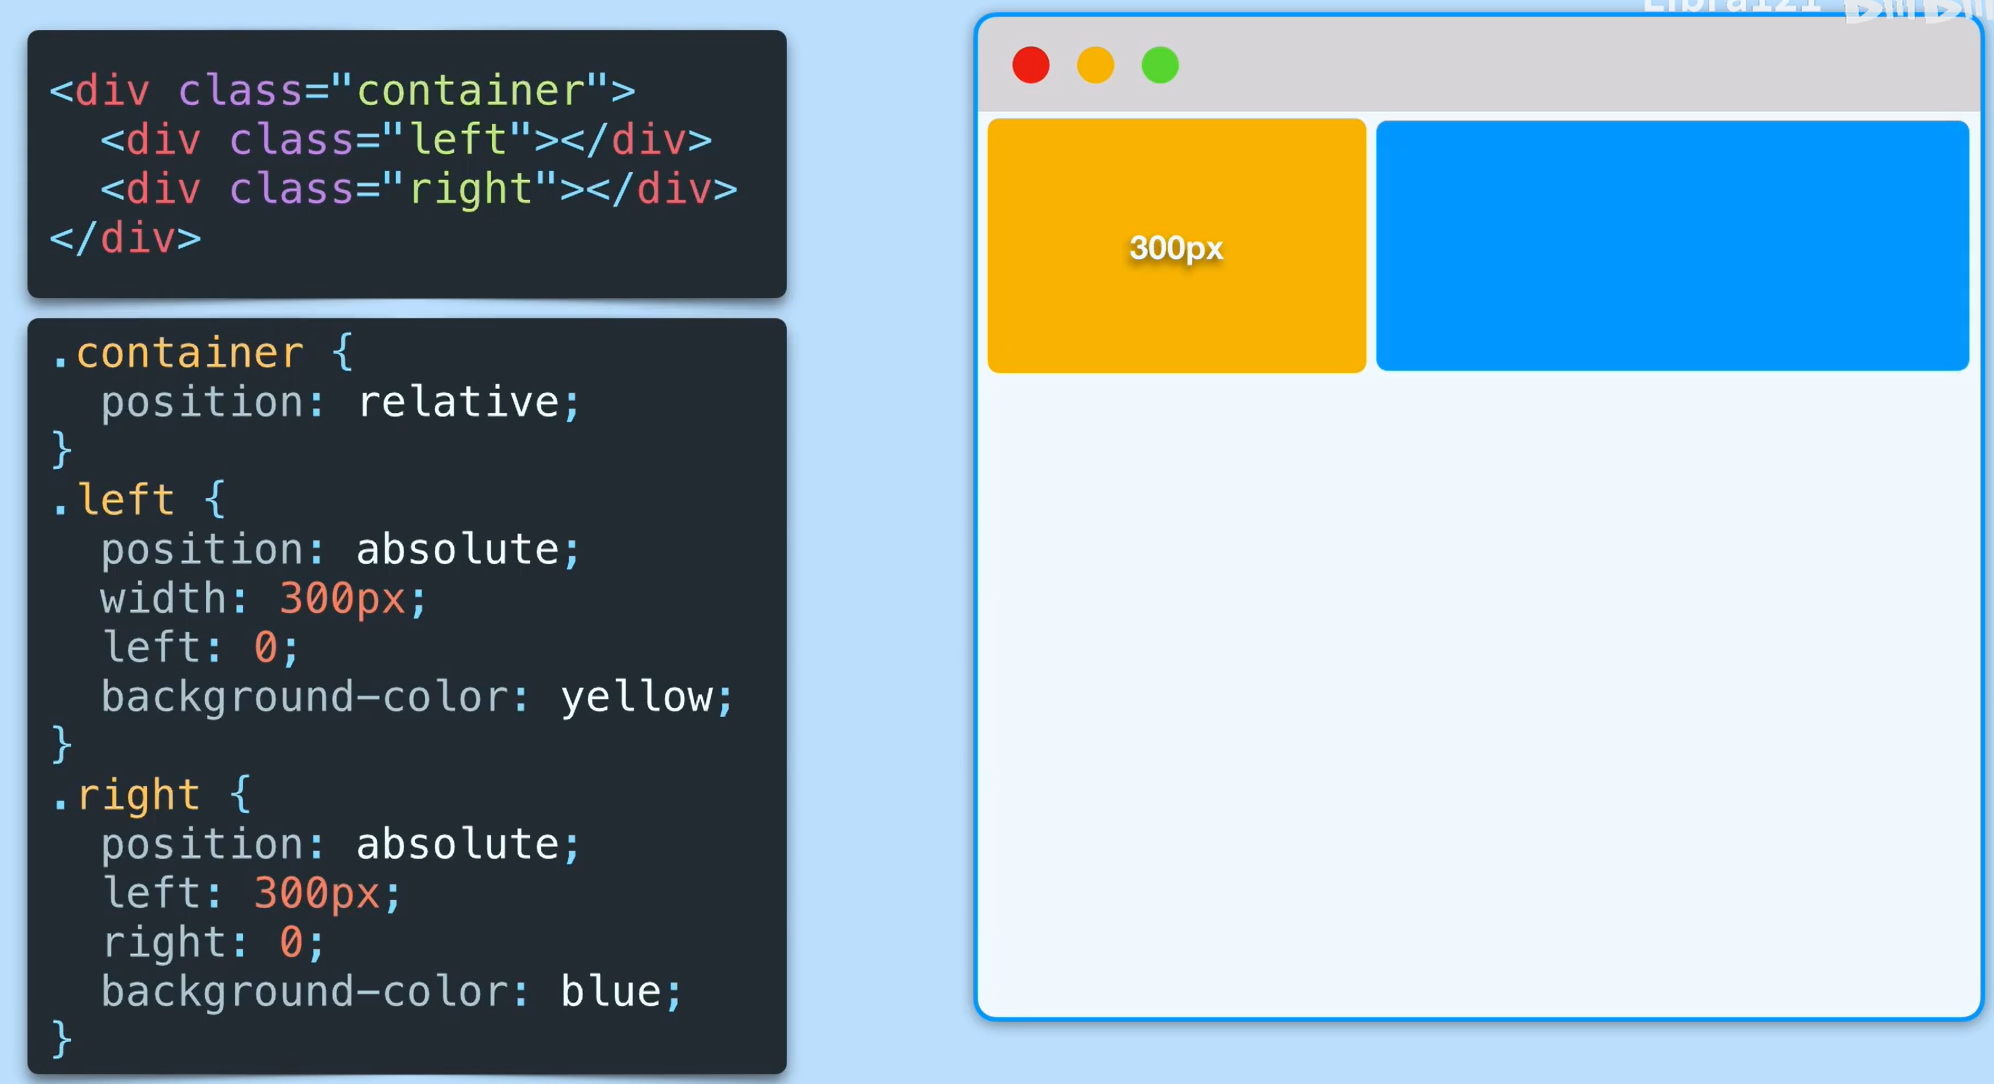 <div class="container">
  <div class="left"></div>
  <div class="right"></div>
</div>
.container {
  position: relative;
}
.left {
  position: absolute;
  width: 300px;
  left: 0;
  background-color: yellow;
}
.right {
  position: absolute;
  left: 300px;
  right: 0;
  background-color: blue;
}
300px